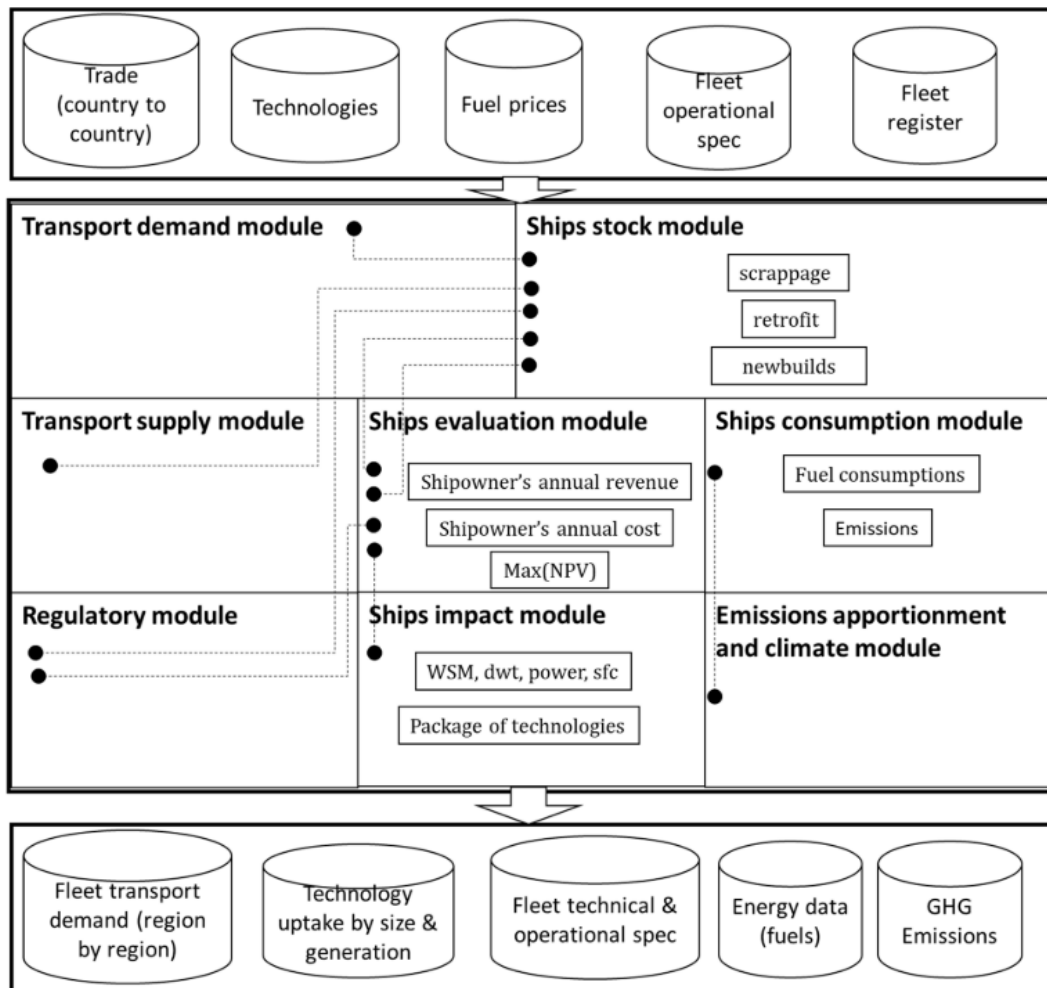 Trade
(country to
country)
Technologies
Fuel prices
Fleet
operational
spec
Fleet
register
Transport demand module
Ships stock module
scrappage
retrofit
newbuilds
Transport supply module
Ships evaluation module
Shipowner's annual revenue
Shipowner's annual cost
Max(NPV)
Ships consumption module
Fuel consumptions
Emissions
Regulatory module
Ships impact module
WSM, dwt, power, sfc
Package of technologies
Emissions apportionment
and climate module
Fleet transport
demand (region
by region)
Technology
uptake by size &
generation
Fleet technical &
operational spec
Energy data
(fuels)
GHG
Emissions